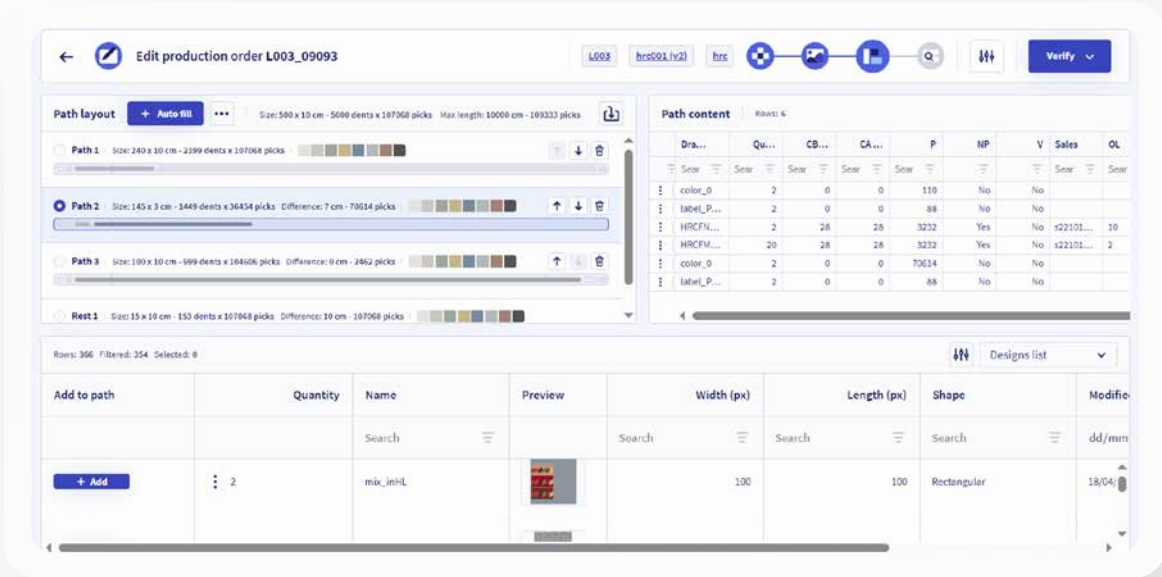 Edit production order L003_09093
L003 hrc001 (v2) hrc
Verify
Path layout + Auto fill Size: 500 x 10 cm - 5000 dents x 107068 picks Max length: 10000 cm - 109333 picks
Path 1 Size: 240 x 10 cm - 2399 dents x 107068 picks
Path 2 Size: 145 x 3 cm - 1449 dents x 36454 picks Difference: 7 cm - 70614 picks
Path 3 Size: 100 x 10 cm - 999 dents x 104606 picks Difference: 0 cm - 2462 picks
Rest 1 Size: 15 x 10 cm - 153 dents x 107068 picks Difference: 10 cm - 107068 picks
Path content Rows: 6
Dra... Qu... CB... CA... P NP V Sales OL
Sear Sear Sear Sear Sear Sear Sear
color_0 2 0 0 110 No No
label_P... 2 0 0 88 No No
HRCFN... 2 28 28 3232 Yes No s22101... 10
HRCFM... 20 28 28 3232 Yes No s22101... 2
color_0 2 0 0 70614 No No
label_P... 2 0 0 88 No No
Rows: 366 Filtered: 354 Selected: 0
Designs list
Add to path Quantity Name Preview Width (px) Length (px) Shape Modifie
Search Search Search Search dd/mm
+ Add 2 mix_inHL 100 100 Rectangular 18/04/